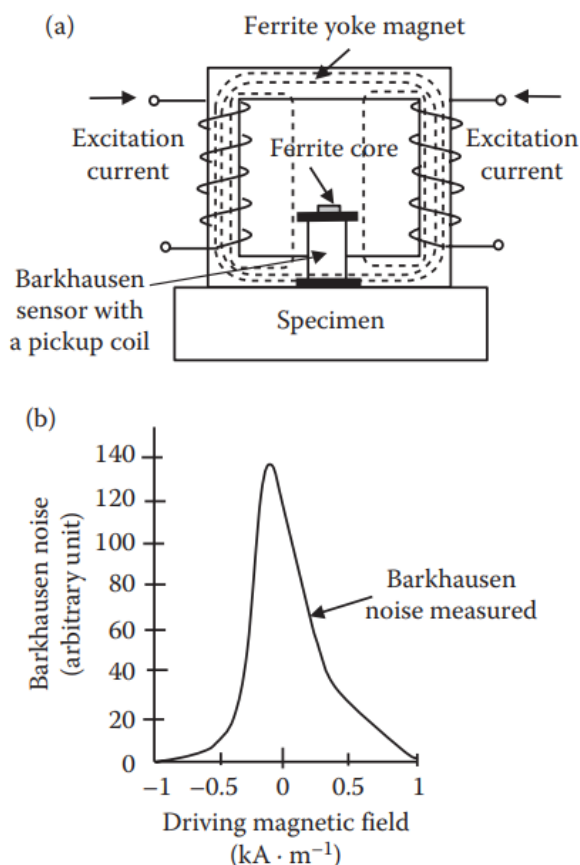 (a)
Ferrite yoke magnet
Excitation
current
Ferrite core
Excitation
current
Barkhausen
sensor with
a pickup coil
Specimen
(b)
Barkhausen noise
(arbitrary unit)
140
120
100
80
60
40
20
0
Barkhausen
noise measured
−1
−0.5
0
0.5
1
Driving magnetic field
(kA · m⁻¹)